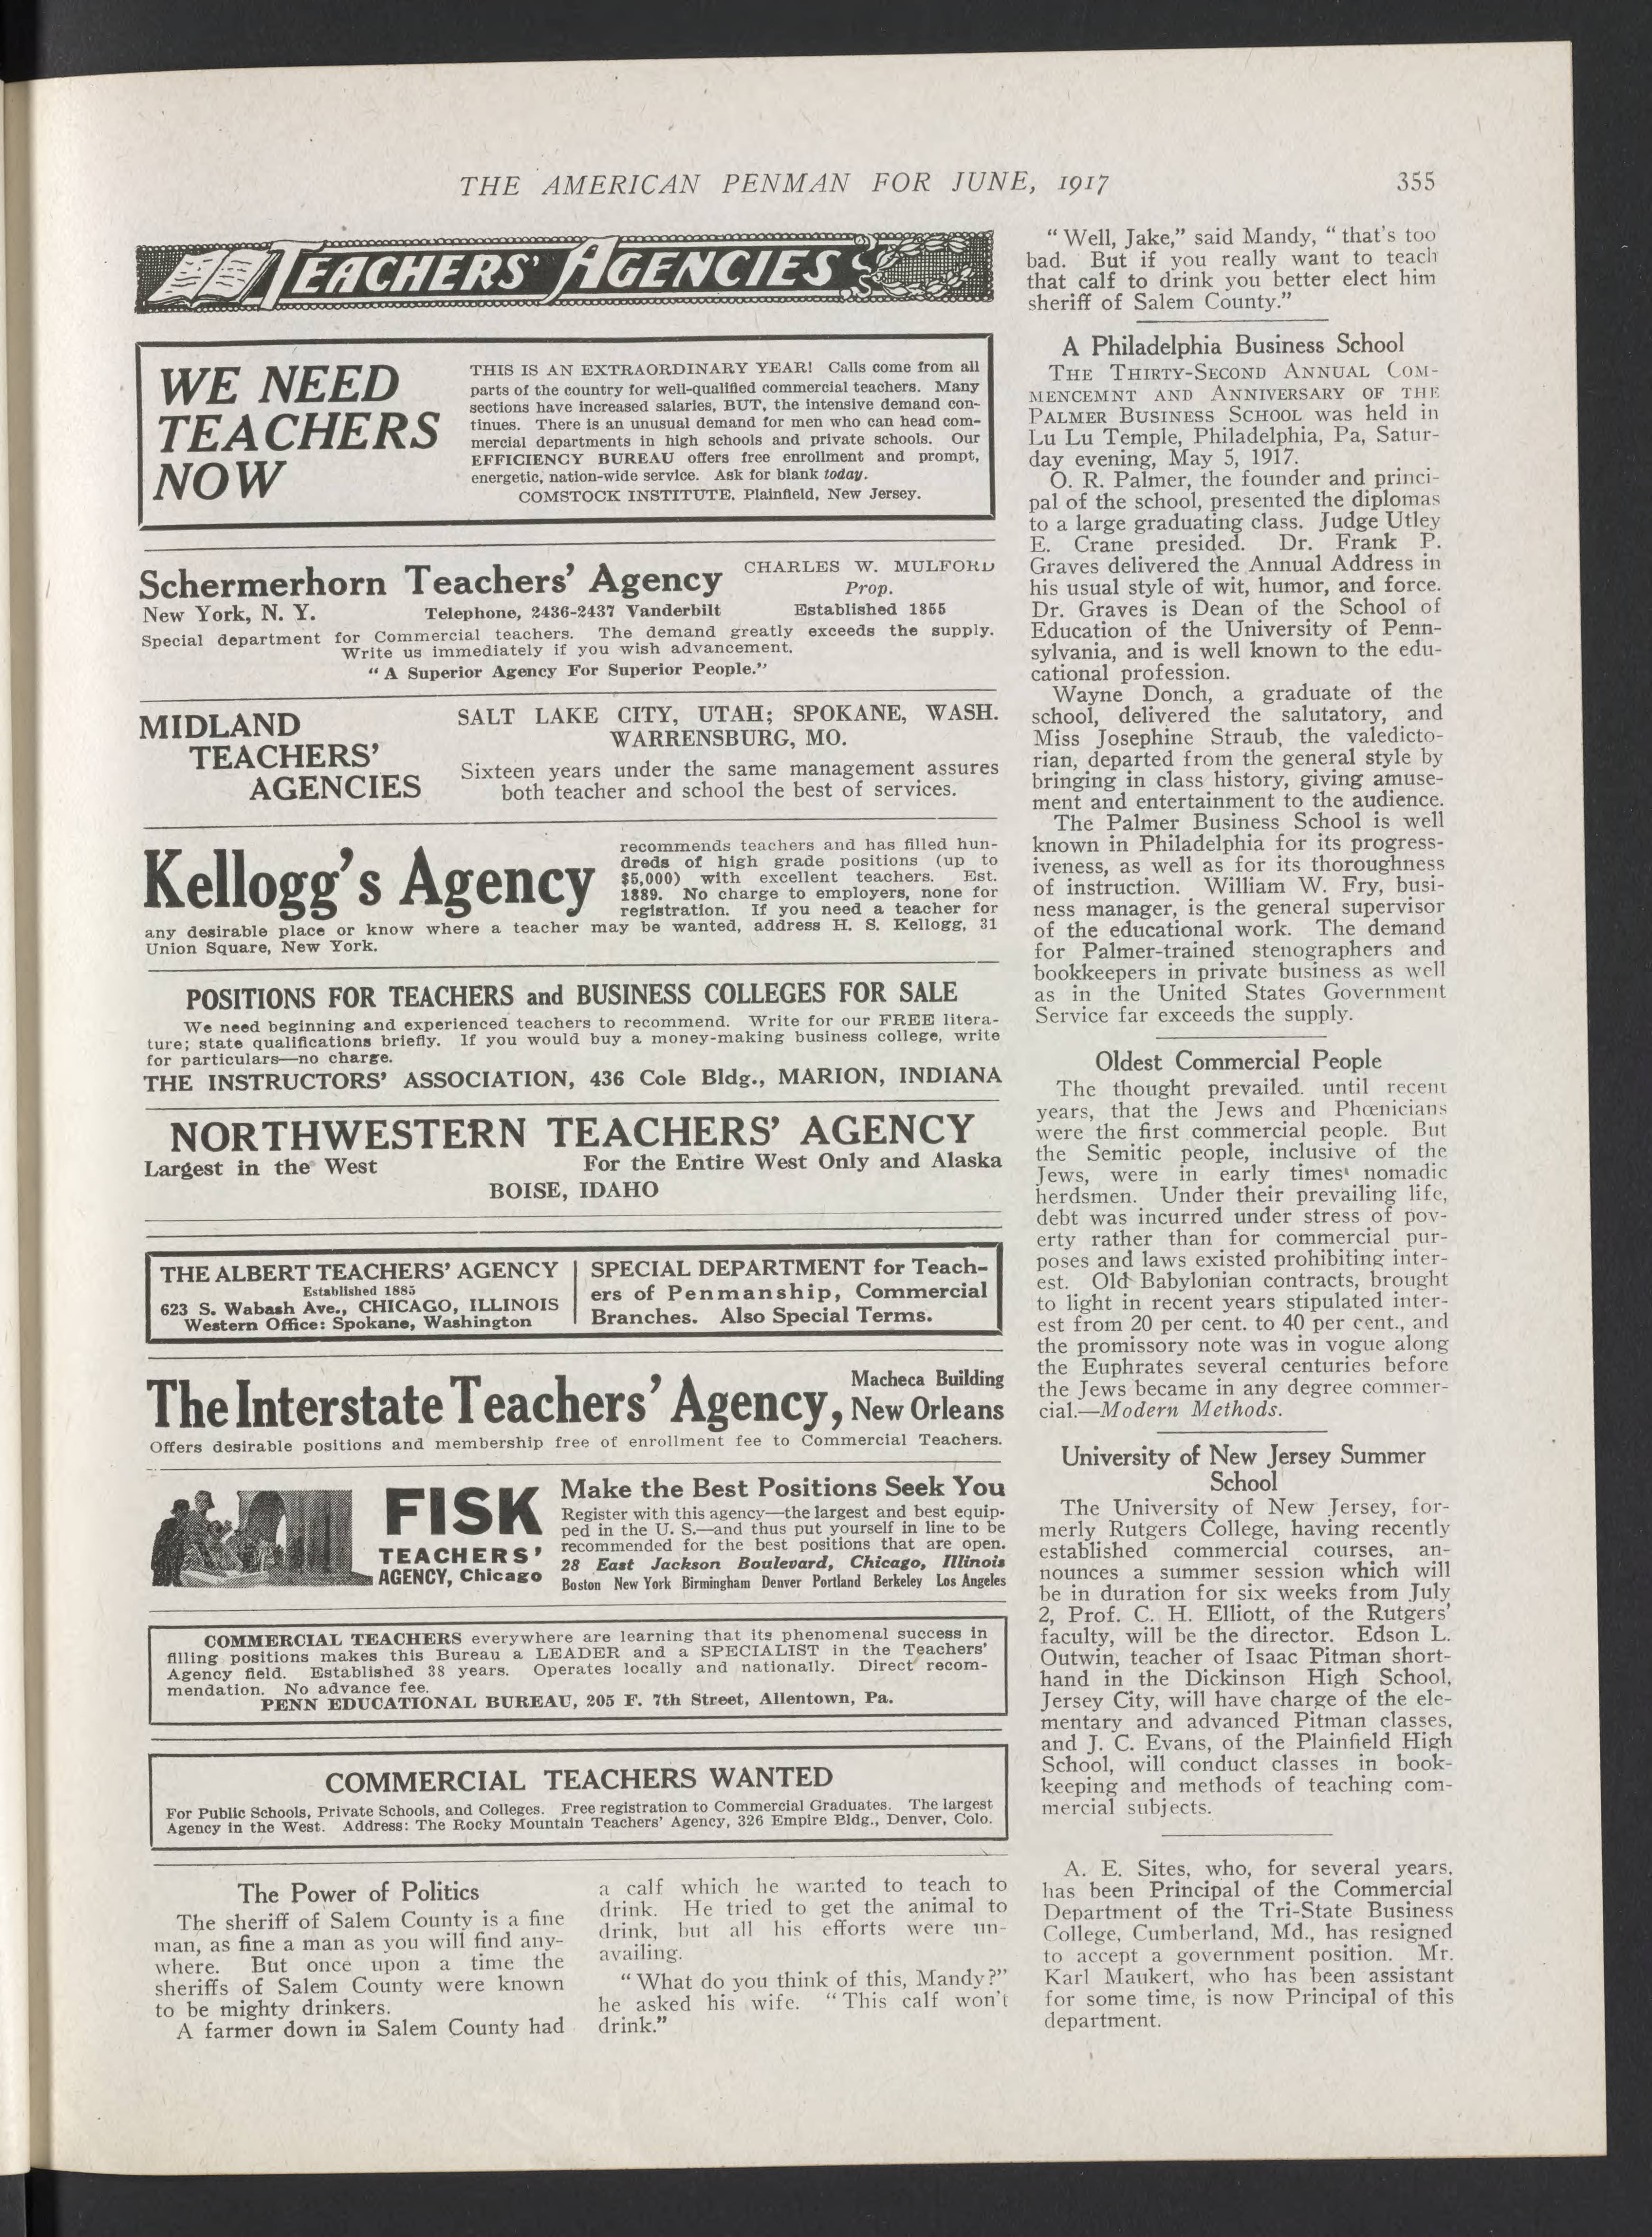 THE AMERICAN PENMAN FOR JUNE, 1917 355
TEACHERS' AGENCIES
WE NEED
TEACHERS
NOW
THIS IS AN EXTRAORDINARY YEAR! Calls come from all
parts of the country for well-qualified commercial teachers. Many
sections have increased salaries, BUT, the intensive demand con-
tinues. There is an unusual demand for men who can head com-
mercial departments in high schools and private schools. Our
EFFICIENCY BUREAU offers free enrollment and prompt,
energetic, nation-wide service. Ask for blank today.
COMSTOCK INSTITUTE. Plainfield, New Jersey.
Schermerhorn Teachers' Agency
CHARLES W. MULFORD
Prop.
New York, N. Y. Telephone, 2436-2437 Vanderbilt Established 1855
Special department for Commercial teachers. The demand greatly exceeds the supply.
Write us immediately if you wish advancement.
"A Superior Agency For Superior People."
MIDLAND
TEACHERS'
AGENCIES
SALT LAKE CITY, UTAH; SPOKANE, WASH.
WARRENSBURG, MO.
Sixteen years under the same management assures
both teacher and school the best of services.
Kellogg's Agency
recommends teachers and has filled hun-
dreds of high grade positions (up to
$5,000) with excellent teachers. Est.
1889. No charge to employers, none for
registration. If you need a teacher for
any desirable place or know where a teacher may be wanted, address H. S. Kellogg, 31
Union Square, New York.
POSITIONS FOR TEACHERS and BUSINESS COLLEGES FOR SALE
We need beginning and experienced teachers to recommend. Write for our FREE litera-
ture; state qualifications briefly. If you would buy a money-making business college, write
for particulars—no charge.
THE INSTRUCTORS' ASSOCIATION, 436 Cole Bldg., MARION, INDIANA
NORTHWESTERN TEACHERS' AGENCY
Largest in the West For the Entire West Only and Alaska
BOISE, IDAHO
THE ALBERT TEACHERS' AGENCY
Established 1885
623 S. Wabash Ave., CHICAGO, ILLINOIS
Western Office: Spokane, Washington
SPECIAL DEPARTMENT for Teach-
ers of Penmanship, Commercial
Branches. Also Special Terms.
The Interstate Teachers' Agency,
Macheca Building
New Orleans
Offers desirable positions and membership free of enrollment fee to Commercial Teachers.
FISK
TEACHERS'
AGENCY, Chicago
Make the Best Positions Seek You
Register with this agency—the largest and best equip-
ped in the U. S.—and thus put yourself in line to be
recommended for the best positions that are open.
28 East Jackson Boulevard, Chicago, Illinois
Boston New York Birmingham Denver Portland Berkeley Los Angeles
COMMERCIAL TEACHERS everywhere are learning that its phenomenal success in
filling positions makes this Bureau a LEADER and a SPECIALIST in the Teachers'
Agency field. Established 38 years. Operates locally and nationally. Direct recom-
mendation. No advance fee.
PENN EDUCATIONAL BUREAU, 205 F. 7th Street, Allentown, Pa.
COMMERCIAL TEACHERS WANTED
For Public Schools, Private Schools, and Colleges. Free registration to Commercial Graduates. The largest
Agency in the West. Address: The Rocky Mountain Teachers' Agency, 326 Empire Bldg., Denver, Colo.
The Power of Politics
The sheriff of Salem County is a fine
man, as fine a man as you will find any-
where. But once upon a time the
sheriffs of Salem County were known
to be mighty drinkers.
A farmer down in Salem County had
a calf which he wanted to teach to
drink. He tried to get the animal to
drink, but all his efforts were un-
availing.
"What do you think of this, Mandy?"
he asked his wife. "This calf won't
drink."
"Well, Jake," said Mandy, "that's too
bad. But if you really want to teach
that calf to drink you better elect him
sheriff of Salem County."
A Philadelphia Business School
THE THIRTY-SECOND ANNUAL COM-
MENCEMNT AND ANNIVERSARY OF THE
PALMER BUSINESS SCHOOL was held in
Lu Lu Temple, Philadelphia, Pa, Satur-
day evening, May 5, 1917.
O. R. Palmer, the founder and princi-
pal of the school, presented the diplomas
to a large graduating class. Judge Utley
E. Crane presided. Dr. Frank P.
Graves delivered the Annual Address in
his usual style of wit, humor, and force.
Dr. Graves is Dean of the School of
Education of the University of Penn-
sylvania, and is well known to the edu-
cational profession.
Wayne Donch, a graduate of the
school, delivered the salutatory, and
Miss Josephine Straub, the valedicto-
rian, departed from the general style by
bringing in class history, giving amuse-
ment and entertainment to the audience.
The Palmer Business School is well
known in Philadelphia for its progress-
iveness, as well as for its thoroughness
of instruction. William W. Fry, busi-
ness manager, is the general supervisor
of the educational work. The demand
for Palmer-trained stenographers and
bookkeepers in private business as well
as in the United States Government
Service far exceeds the supply.
Oldest Commercial People
The thought prevailed. until recent
years, that the Jews and Phœnicians
were the first commercial people. But
the Semitic people, inclusive of the
Jews, were in early times nomadic
herdsmen. Under their prevailing life,
debt was incurred under stress of pov-
erty rather than for commercial pur-
poses and laws existed prohibiting inter-
est. Old Babylonian contracts, brought
to light in recent years stipulated inter-
est from 20 per cent. to 40 per cent., and
the promissory note was in vogue along
the Euphrates several centuries before
the Jews became in any degree commer-
cial.—Modern Methods.
University of New Jersey Summer
School
The University of New Jersey, for-
merly Rutgers College, having recently
established commercial courses, an-
nounces a summer session which will
be in duration for six weeks from July
2, Prof. C. H. Elliott, of the Rutgers'
faculty, will be the director. Edson L.
Outwin, teacher of Isaac Pitman short-
hand in the Dickinson High School,
Jersey City, will have charge of the ele-
mentary and advanced Pitman classes,
and J. C. Evans, of the Plainfield High
School, will conduct classes in book-
keeping and methods of teaching com-
mercial subjects.
A. E. Sites, who, for several years.
has been Principal of the Commercial
Department of the Tri-State Business
College, Cumberland, Md., has resigned
to accept a government position. Mr.
Karl Maukert, who has been assistant
for some time, is now Principal of this
department.